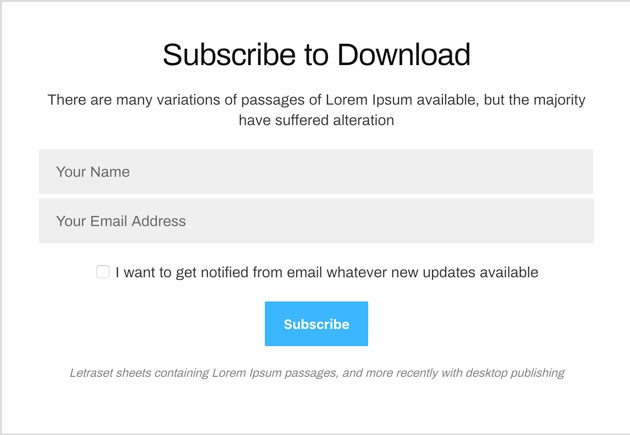 Subscribe to Download
There are many variations of passages of Lorem Ipsum available, but the majority
have suffered alteration
Your Name
Your Email Address
I want to get notified from email whatever new updates available
Subscribe
Letraset sheets containing Lorem Ipsum passages, and more recently with desktop publishing